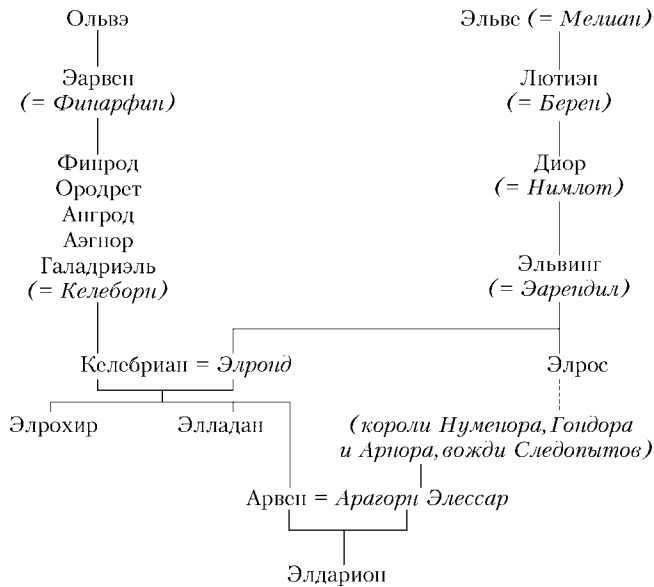 Ольвэ Эльвс (= Мелиан)
Эарвен Лютиэн
(= Финарфин) (= Берен)
Финрод Диор
Ородрет (= Нимлот)
Ангрод
Аэгнор
Галадриэль Эльвинг
(= Келеборн) (= Эарендил)
Келебриан = Элронд Элрос
Элрохир Элладан (короли Нуменора, Гондора
и Арнора, вожди Следопытов)
Арвен = Арагорн Элессар
Элдарион